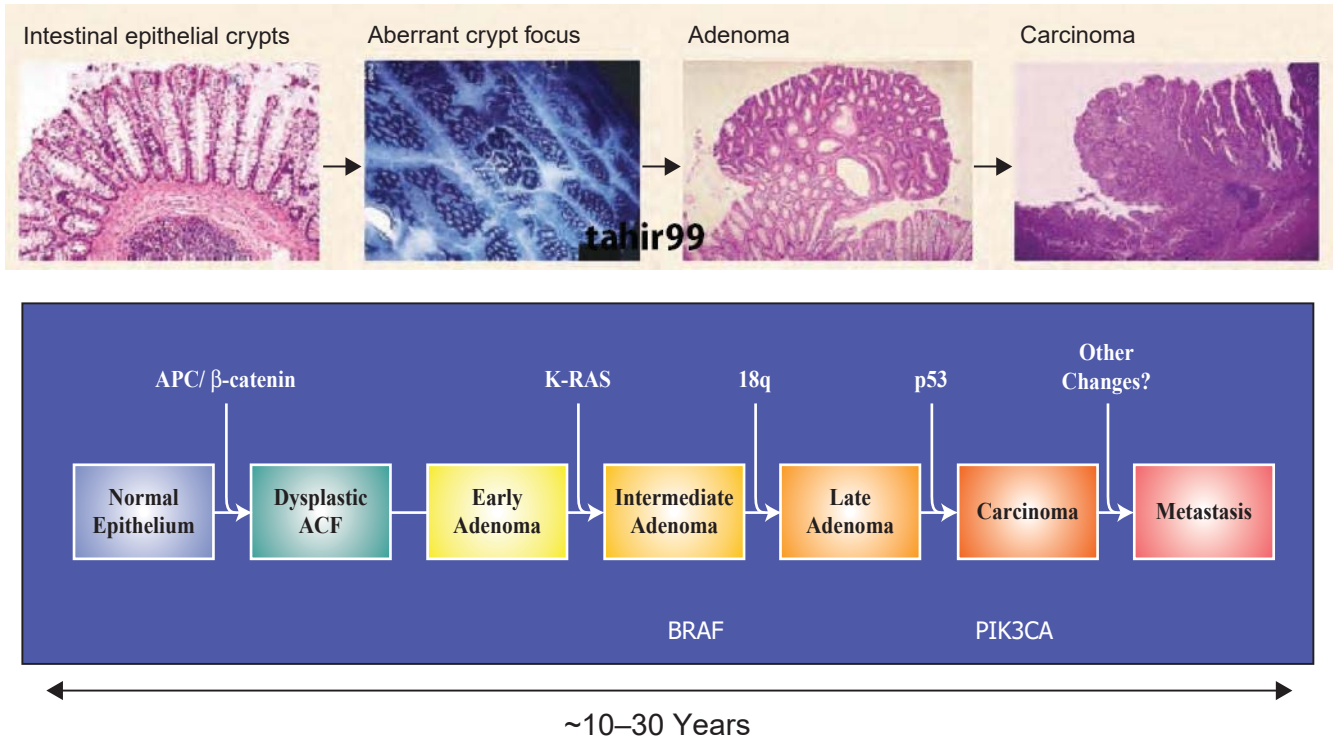 Intestinal epithelial crypts
Aberrant crypt focus
Adenoma
Carcinoma
tahir99
APC/ β-catenin
K-RAS
18q
p53
Other
Changes?
Normal
Epithelium
Dysplastic
ACF
Early
Adenoma
Intermediate
Adenoma
Late
Adenoma
Carcinoma
Metastasis
BRAF
PIK3CA
~10–30 Years